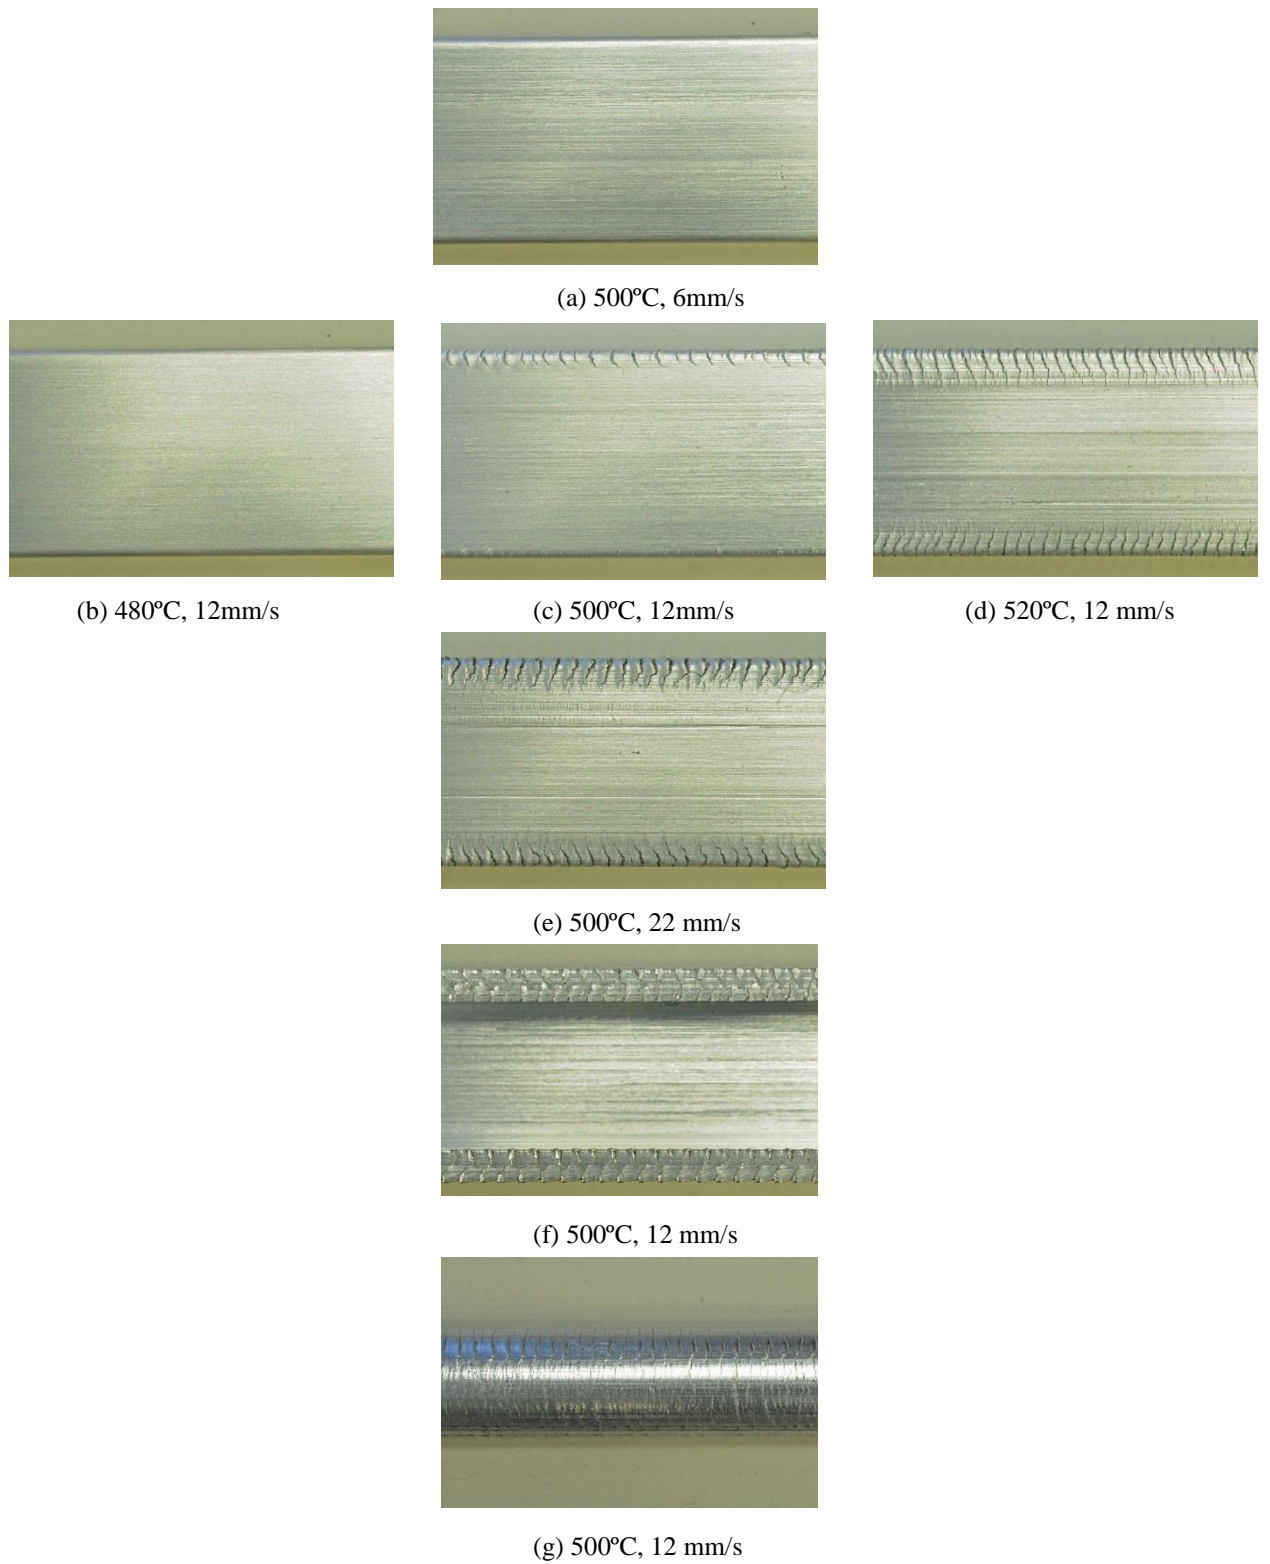 (a) 500ºC, 6mm/s
(b) 480ºC, 12mm/s
(c) 500ºC, 12mm/s
(d) 520ºC, 12 mm/s
(e) 500ºC, 22 mm/s
(f) 500ºC, 12 mm/s
(g) 500ºC, 12 mm/s